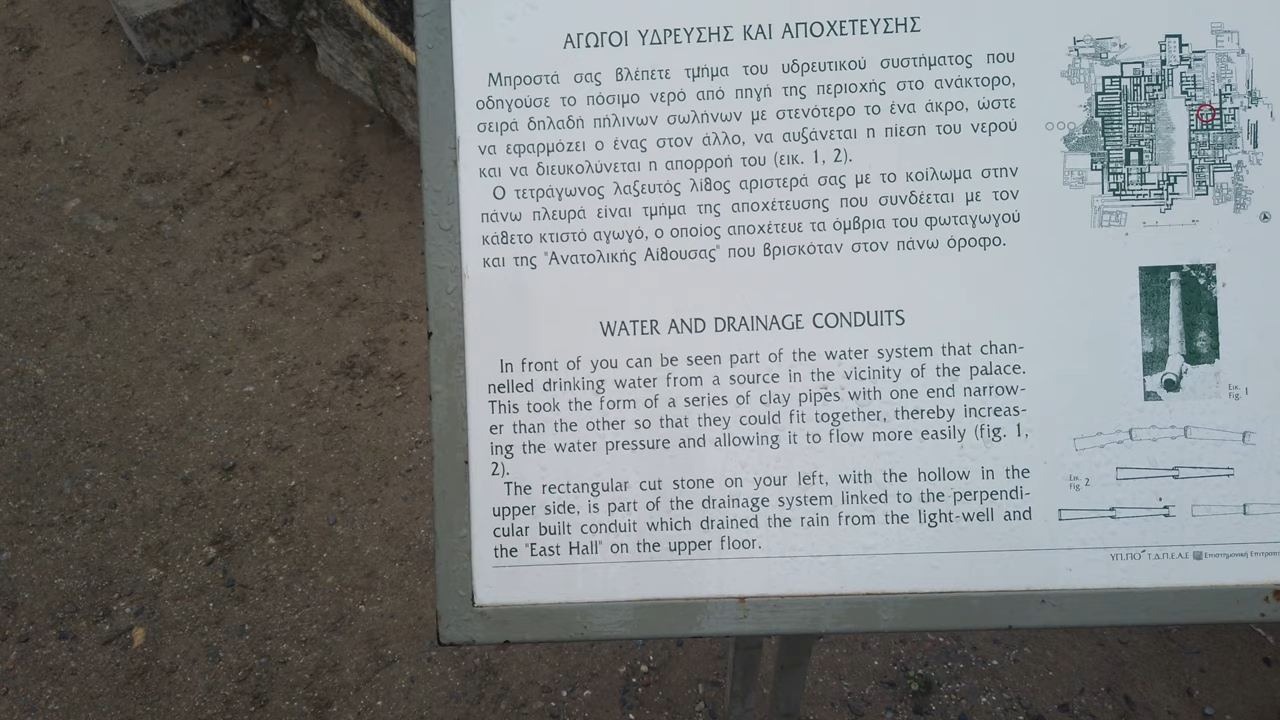 ΑΓΩΓΟΙ ΥΔΡΕΥΣΗΣ ΚΑΙ ΑΠΟΧΕΤΕΥΣΗΣ
Μπροστά σας βλέπετε τμήμα του υδρευτικού συστήματος που
οδηγούσε το πόσιμο νερό από πηγή της περιοχής στο ανάκτορο,
σειρά δηλαδή πήλινων σωλήνων με στενότερο το ένα άκρο, ώστε
να εφαρμόζει ο ένας στον άλλο, να αυξάνεται η πίεση του νερού
και να διευκολύνεται η απορροή του (εικ. 1, 2).
Ο τετράγωνος λαξευτός λίθος αριστερά σας με το κοίλωμα στην
πάνω πλευρά είναι τμήμα της αποχέτευσης που συνδέεται με τον
κάθετο κτιστό αγωγό, ο οποίος αποχέτευε τα όμβρια του φωταγωγού
και της "Ανατολικής Αίθουσας" που βρισκόταν στον πάνω όροφο.
WATER AND DRAINAGE CONDUITS
In front of you can be seen part of the water system that chan-
nelled drinking water from a source in the vicinity of the palace.
This took the form of a series of clay pipes with one end narrow-
er than the other so that they could fit together, thereby increas-
ing the water pressure and allowing it to flow more easily (fig. 1,
2).
The rectangular cut stone on your left, with the hollow in the
upper side, is part of the drainage system linked to the perpendi-
cular built conduit which drained the rain from the light-well and
the "East Hall" on the upper floor.
Εικ.
Fig. 1
Εικ.
Fig. 2
ΥΠ.ΠΟ Τ.Δ.Π.Ε.Α.Ε Επιστημονική